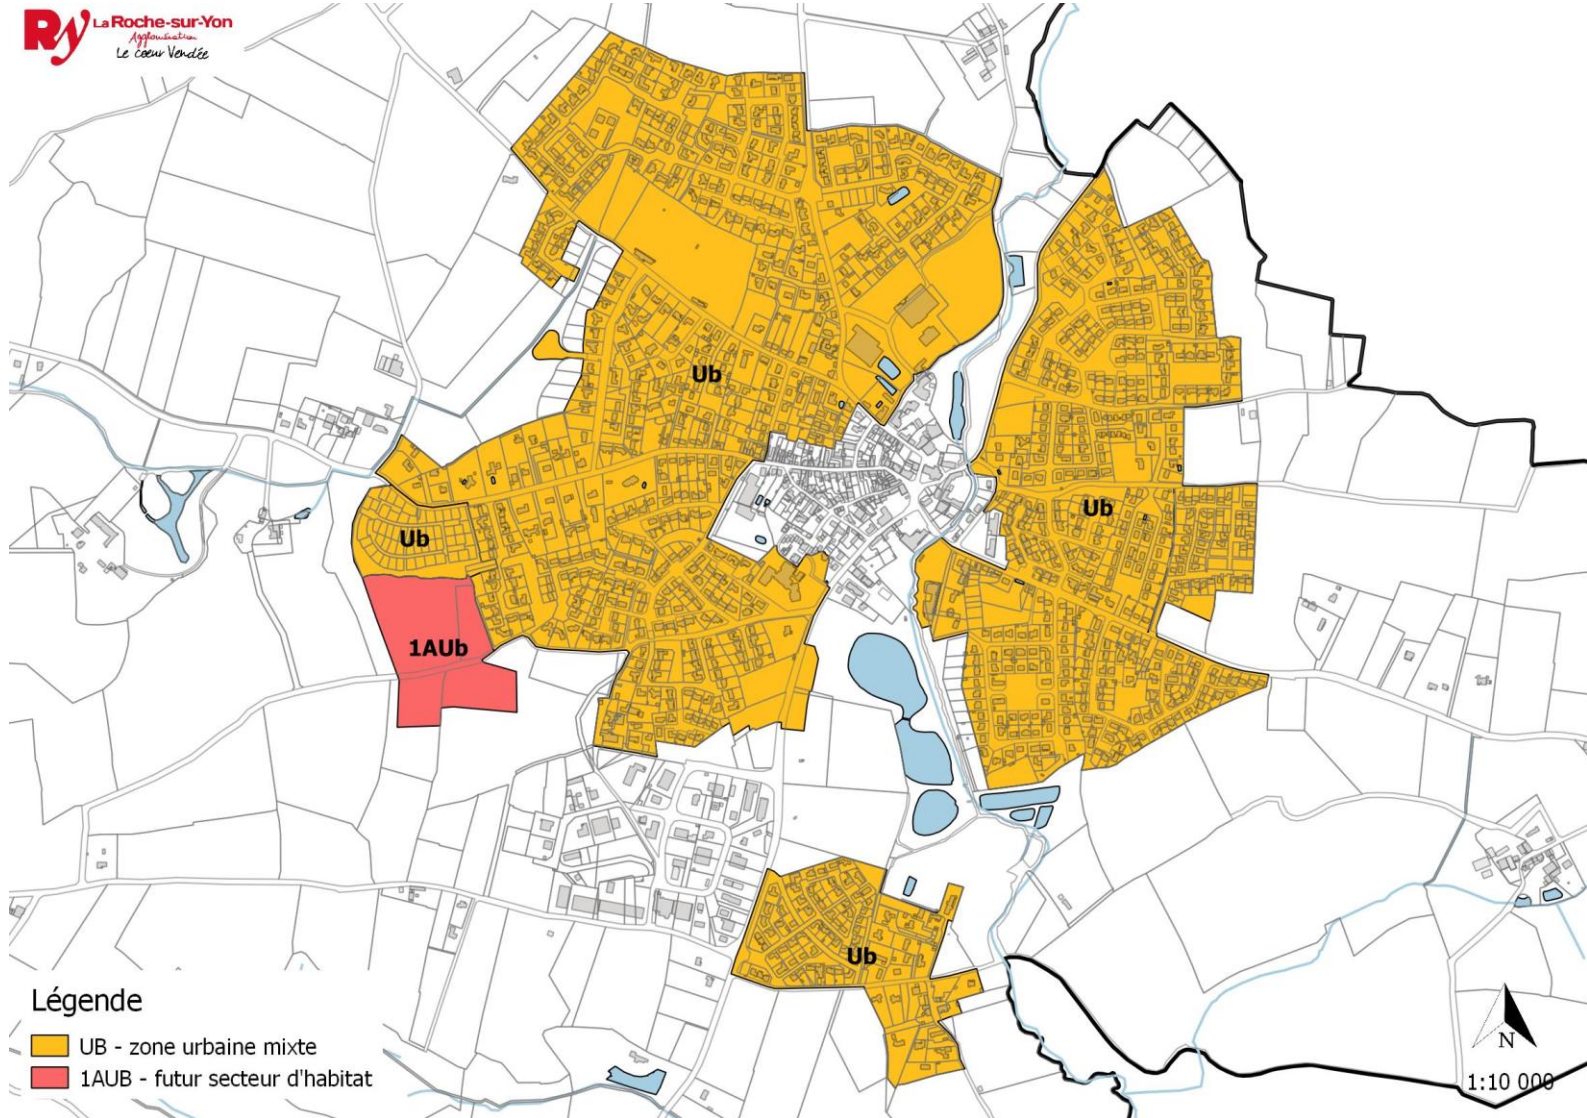 Ry La Roche-sur-Yon
Agglomération
Le cœur Vendée
Ub
Ub
Ub
1AUb
Ub
Légende
UB - zone urbaine mixte
1AUB - futur secteur d'habitat
N
1:10 000